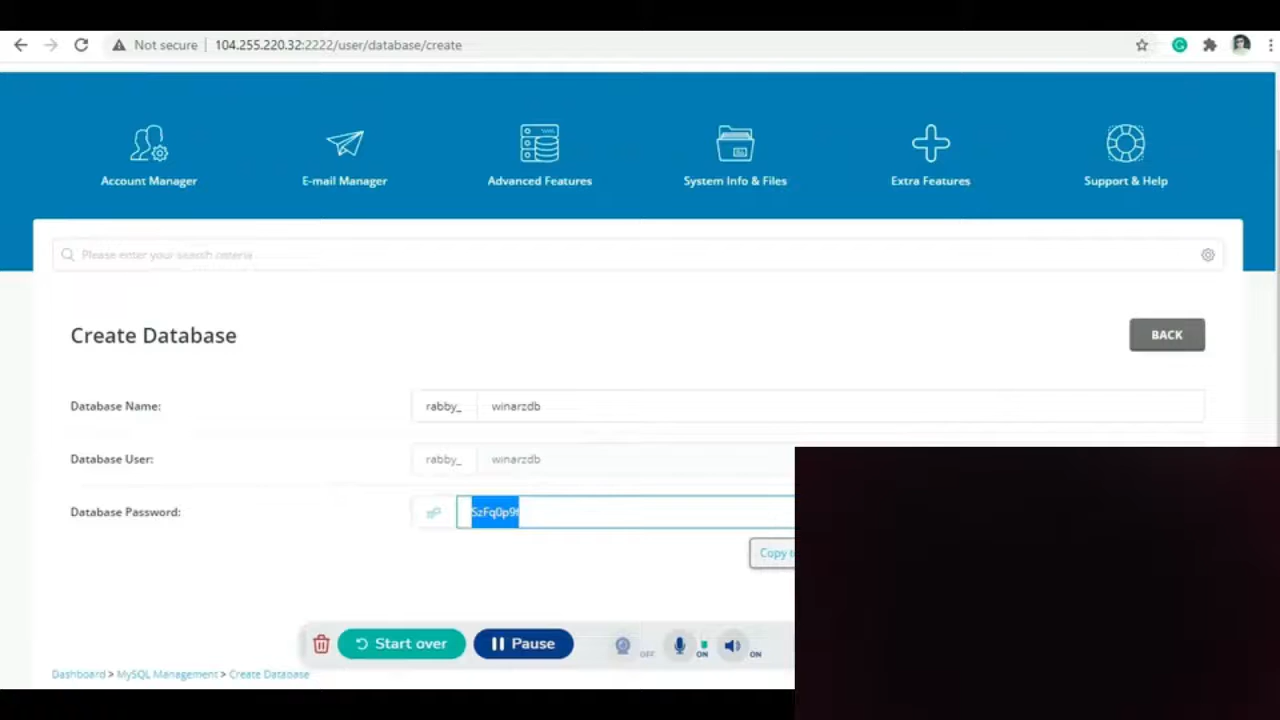 Not secure 104.255.220.32:2222/user/database/create
Account Manager
E-mail Manager
Advanced Features
System Info & Files
Extra Features
Support & Help
Please enter your search criteria
Create Database
BACK
Database Name:
rabby_ winarzdb
Database User:
rabby_ winarzdb
Database Password:
SzFq0p9f
Copy t
Start over
Pause
OFF
ON
ON
Dashboard > MySQL Management > Create Database